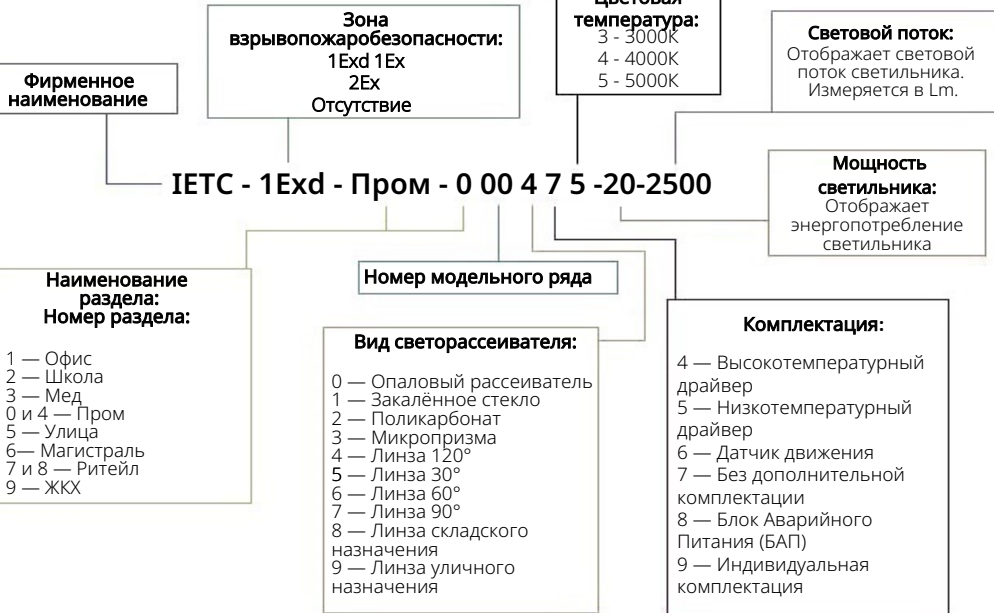 Цветовая
температура:
3 - 3000К
4 - 4000К
5 - 5000К
Зона
взрывопожаробезопасности:
1Exd 1Ex
2Ex
Отсутствие
Световой поток:
Отображает световой
поток светильника.
Измеряется в Lm.
Фирменное
наименование
IETC - 1Exd - Пром - 0 00 4 7 5 -20-2500
Мощность
светильника:
Отображает
энергопотребление
светильника
Наименование
раздела:
Номер раздела:
1 — Офис
2 — Школа
3 — Мед
0 и 4 — Пром
5 — Улица
6— Магистраль
7 и 8 — Ритейл
9 — ЖКХ
Номер модельного ряда
Вид светорассеивателя:
0 — Опаловый рассеиватель
1 — Закалённое стекло
2 — Поликарбонат
3 — Микропризма
4 — Линза 120°
5 — Линза 30°
6 — Линза 60°
7 — Линза 90°
8 — Линза складского
назначения
9 — Линза уличного
назначения
Комплектация:
4 — Высокотемпературный
драйвер
5 — Низкотемпературный
драйвер
6 — Датчик движения
7 — Без дополнительной
комплектации
8 — Блок Аварийного
Питания (БАП)
9 — Индивидуальная
комплектация